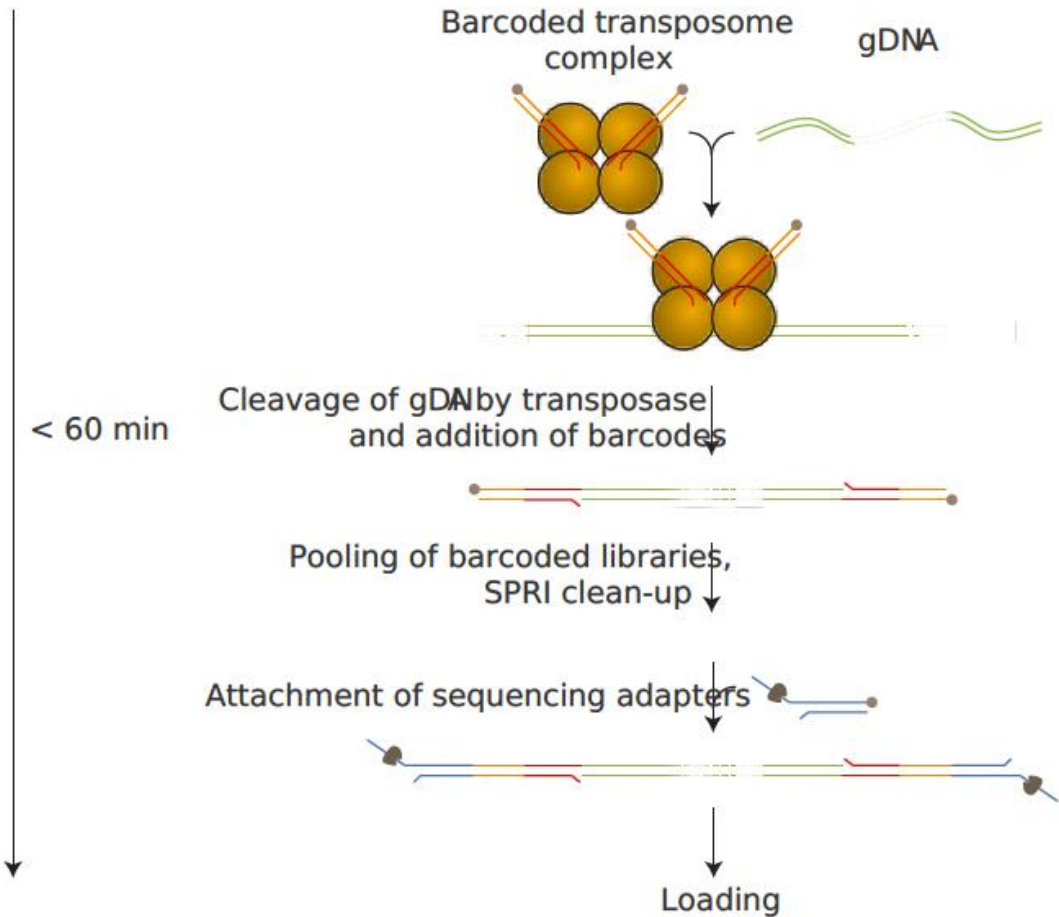 Barcoded transposome
complex
gDNA
Cleavage of gDNA by transposase
and addition of barcodes
< 60 min
Pooling of barcoded libraries,
SPRI clean-up
Attachment of sequencing adapters
Loading